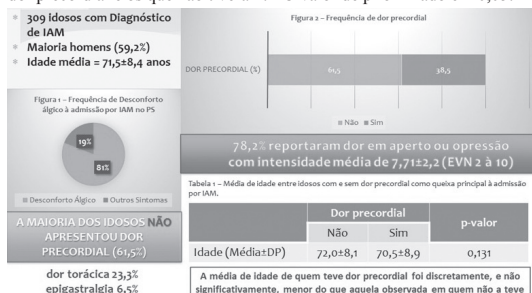 309 idosos com Diagnóstico
de IAM
Maioria homens (59,2%)
Idade média = 71,5±8,4 anos
Figura 1 – Frequência de Desconforto
álgico à admissão por IAM no PS
19%
81%
Desconforto Álgico Outros Sintomas
A MAIORIA DOS IDOSOS NÃO
APRESENTOU DOR
PRECORDIAL (61,5%)
dor torácica 23,3%
epigastralgia 6,5%
Figura 2 – Frequência de dor precordial
DOR PRECORDIAL (%)
61,5
38,5
Não Sim
78,2% reportaram dor em aperto ou opressão
com intensidade média de 7,71±2,2 (EVN 2 à 10)
Tabela 1 – Média de idade entre idosos com e sem dor precordial como queixa principal à admissão
por IAM.
Dor precordial
p-valor
Não Sim
Idade (Média±DP) 72,0±8,1 70,5±8,9 0,131
A média de idade de quem teve dor precordial foi discretamente, e não
significativamente, menor do que aquela observada em quem não a teve